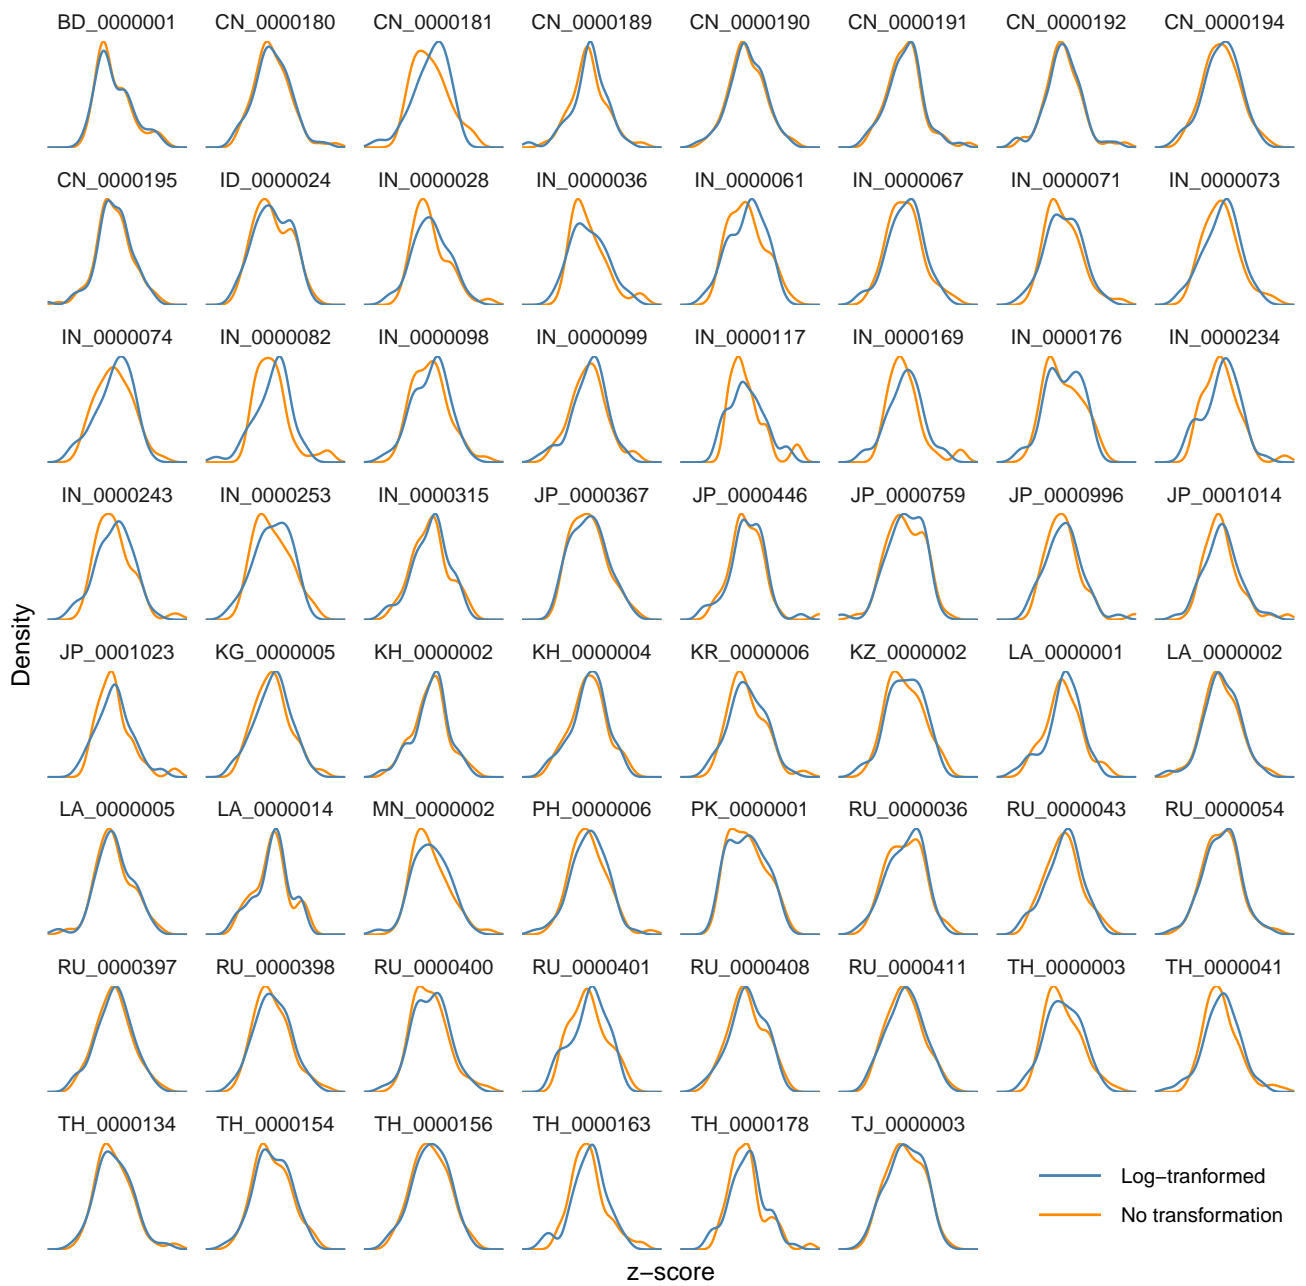 BD_0000001 CN_0000180 CN_0000181 CN_0000189 CN_0000190 CN_0000191 CN_0000192 CN_0000194
CN_0000195 ID_0000024 IN_0000028 IN_0000036 IN_0000061 IN_0000067 IN_0000071 IN_0000073
IN_0000074 IN_0000082 IN_0000098 IN_0000099 IN_0000117 IN_0000169 IN_0000176 IN_0000234
IN_0000243 IN_0000253 IN_0000315 JP_0000367 JP_0000446 JP_0000759 JP_0000996 JP_0001014
Density
JP_0001023 KG_0000005 KH_0000002 KH_0000004 KR_0000006 KZ_0000002 LA_0000001 LA_0000002
LA_0000005 LA_0000014 MN_0000002 PH_0000006 PK_0000001 RU_0000036 RU_0000043 RU_0000054
RU_0000397 RU_0000398 RU_0000400 RU_0000401 RU_0000408 RU_0000411 TH_0000003 TH_0000041
TH_0000134 TH_0000154 TH_0000156 TH_0000163 TH_0000178 TJ_0000003
Log−tranformed
No transformation
z−score